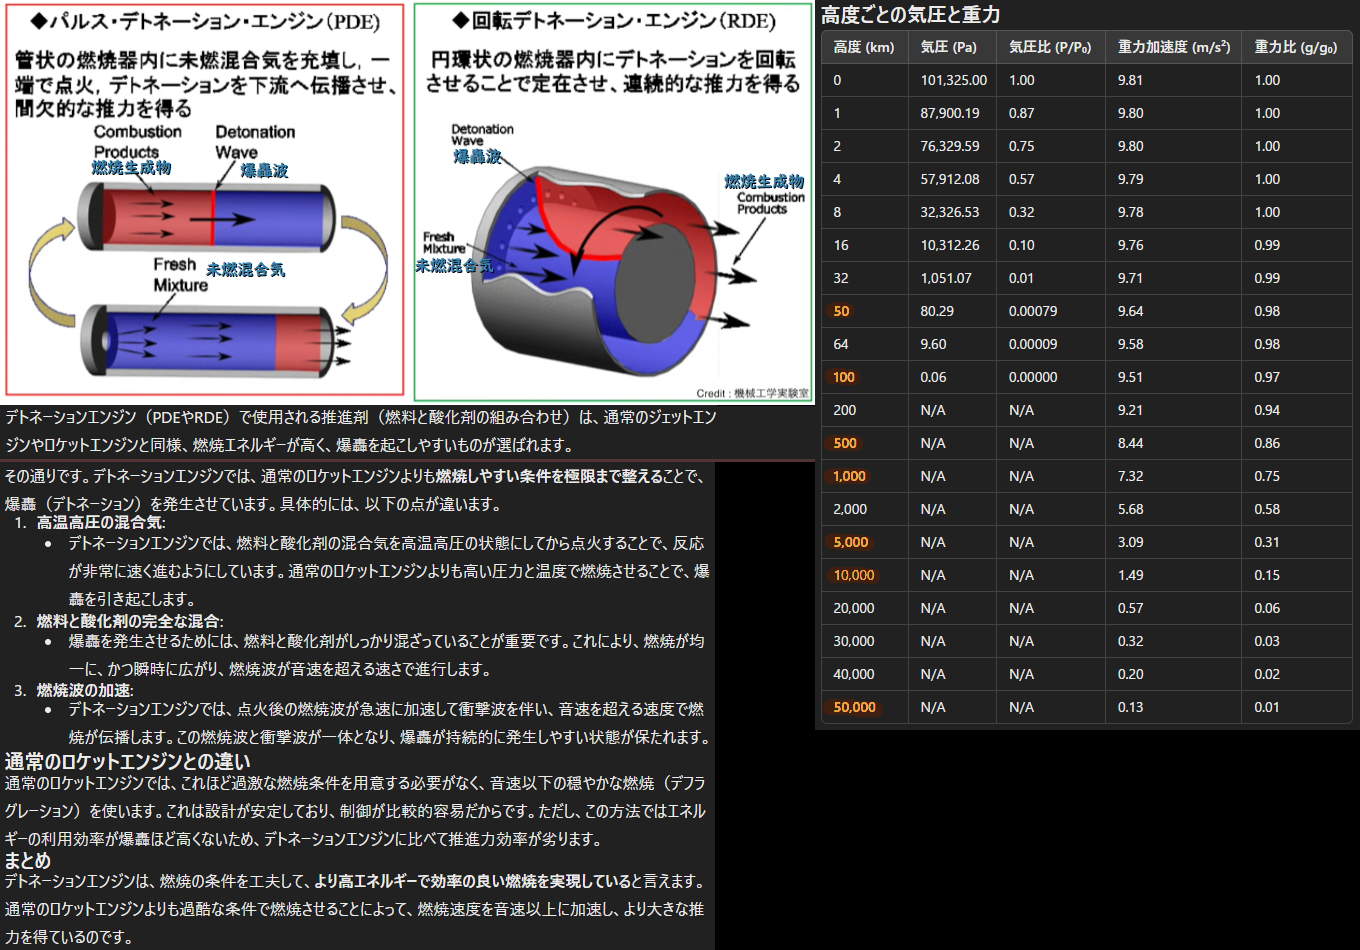 ◆パルス・デトネーション・エンジン(PDE)
管状の燃焼器内に未燃混合気を充填し，一
端で点火，デトネーションを下流へ伝播させ、
間欠的な推力を得る
Combustion
Products
燃焼生成物
Detonation
Wave
爆轟波
Fresh
Mixture
未燃混合気
◆回転デトネーション・エンジン(RDE)
円環状の燃焼器内にデトネーションを回転
させることで定在させ、連続的な推力を得る
Detonation
Wave
爆轟波
燃焼生成物
Combustion
Products
Fresh
Mixture
未燃混合気
Credit : 機械工学実験室
デトネーションエンジン（PDEやRDE）で使用される推進剤（燃料と酸化剤の組み合わせ）は、通常のジェットエン
ジンやロケットエンジンと同様、燃焼エネルギーが高く、爆轟を起こしやすいものが選ばれます。
その通りです。デトネーションエンジンでは、通常のロケットエンジンよりも燃焼しやすい条件を極限まで整えることで、
爆轟（デトネーション）を発生させています。具体的には、以下の点が違います。
1. 高温高圧の混合気:
• デトネーションエンジンでは、燃料と酸化剤の混合気を高温高圧の状態にしてから点火することで、反応
が非常に速く進むようにしています。通常のロケットエンジンよりも高い圧力と温度で燃焼させることで、爆
轟を引き起こします。
2. 燃料と酸化剤の完全な混合:
• 爆轟を発生させるためには、燃料と酸化剤がしっかり混ざっていることが重要です。これにより、燃焼が均
一に、かつ瞬時に広がり、燃焼波が音速を超える速さで進行します。
3. 燃焼波の加速:
• デトネーションエンジンでは、点火後の燃焼波が急速に加速して衝撃波を伴い、音速を超える速度で燃
焼が伝播します。この燃焼波と衝撃波が一体となり、爆轟が持続的に発生しやすい状態が保たれます。
通常のロケットエンジンとの違い
通常のロケットエンジンでは、これほど過激な燃焼条件を用意する必要がなく、音速以下の穏やかな燃焼（デフラ
グレーション）を使います。これは設計が安定しており、制御が比較的容易だからです。ただし、この方法ではエネル
ギーの利用効率が爆轟ほど高くないため、デトネーションエンジンに比べて推進力効率が劣ります。
まとめ
デトネーションエンジンは、燃焼の条件を工夫して、より高エネルギーで効率の良い燃焼を実現していると言えます。
通常のロケットエンジンよりも過酷な条件で燃焼させることによって、燃焼速度を音速以上に加速し、より大きな推
力を得ているのです。
高度ごとの気圧と重力
高度 (km) 気圧 (Pa) 気圧比 (P/P₀) 重力加速度 (m/s²) 重力比 (g/g₀)
0 101,325.00 1.00 9.81 1.00
1 87,900.19 0.87 9.80 1.00
2 76,329.59 0.75 9.80 1.00
4 57,912.08 0.57 9.79 1.00
8 32,326.53 0.32 9.78 1.00
16 10,312.26 0.10 9.76 0.99
32 1,051.07 0.01 9.71 0.99
50 80.29 0.00079 9.64 0.98
64 9.60 0.00009 9.58 0.98
100 0.06 0.00000 9.51 0.97
200 N/A N/A 9.21 0.94
500 N/A N/A 8.44 0.86
1,000 N/A N/A 7.32 0.75
2,000 N/A N/A 5.68 0.58
5,000 N/A N/A 3.09 0.31
10,000 N/A N/A 1.49 0.15
20,000 N/A N/A 0.57 0.06
30,000 N/A N/A 0.32 0.03
40,000 N/A N/A 0.20 0.02
50,000 N/A N/A 0.13 0.01